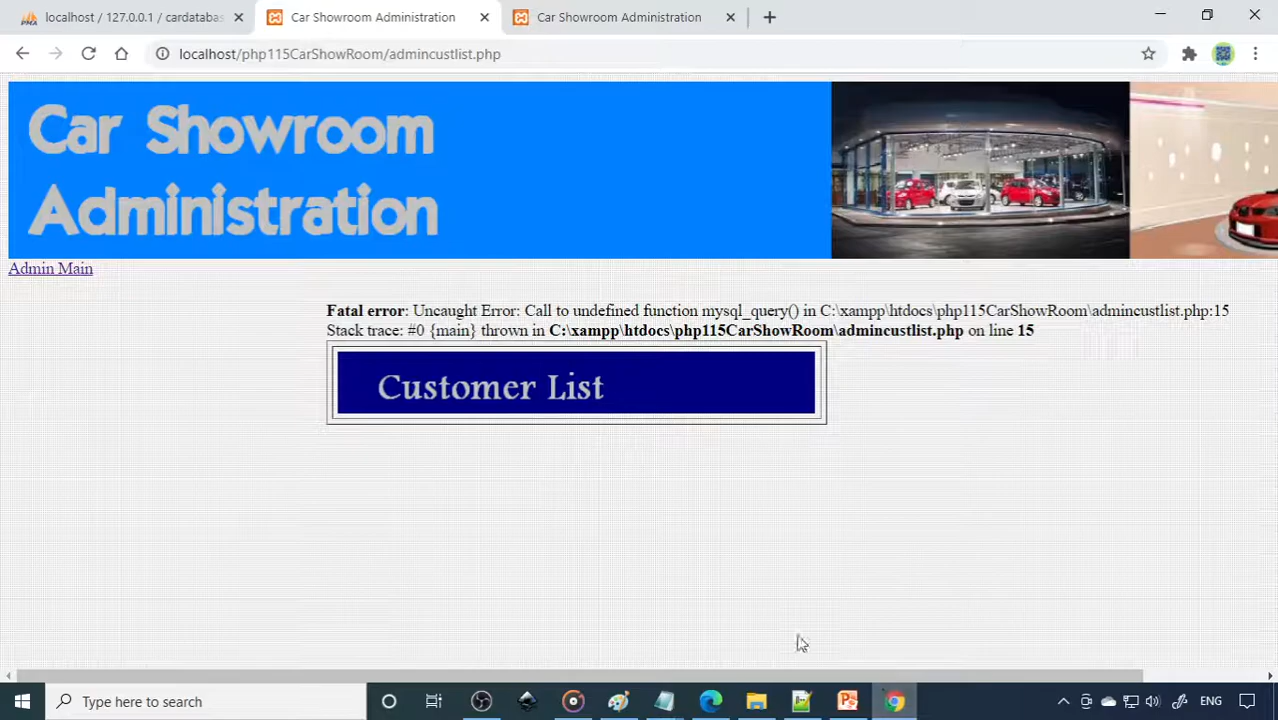 localhost / 127.0.0.1 / cardatabas
Car Showroom Administration
Car Showroom Administration
localhost/php115CarShowRoom/admincustlist.php
Car Showroom
Administration
Admin Main
Fatal error: Uncaught Error: Call to undefined function mysql_query() in C:\xampp\htdocs\php115CarShowRoom\admincustlist.php:15
Stack trace: #0 {main} thrown in C:\xampp\htdocs\php115CarShowRoom\admincustlist.php on line 15
Customer List
Type here to search
ENG